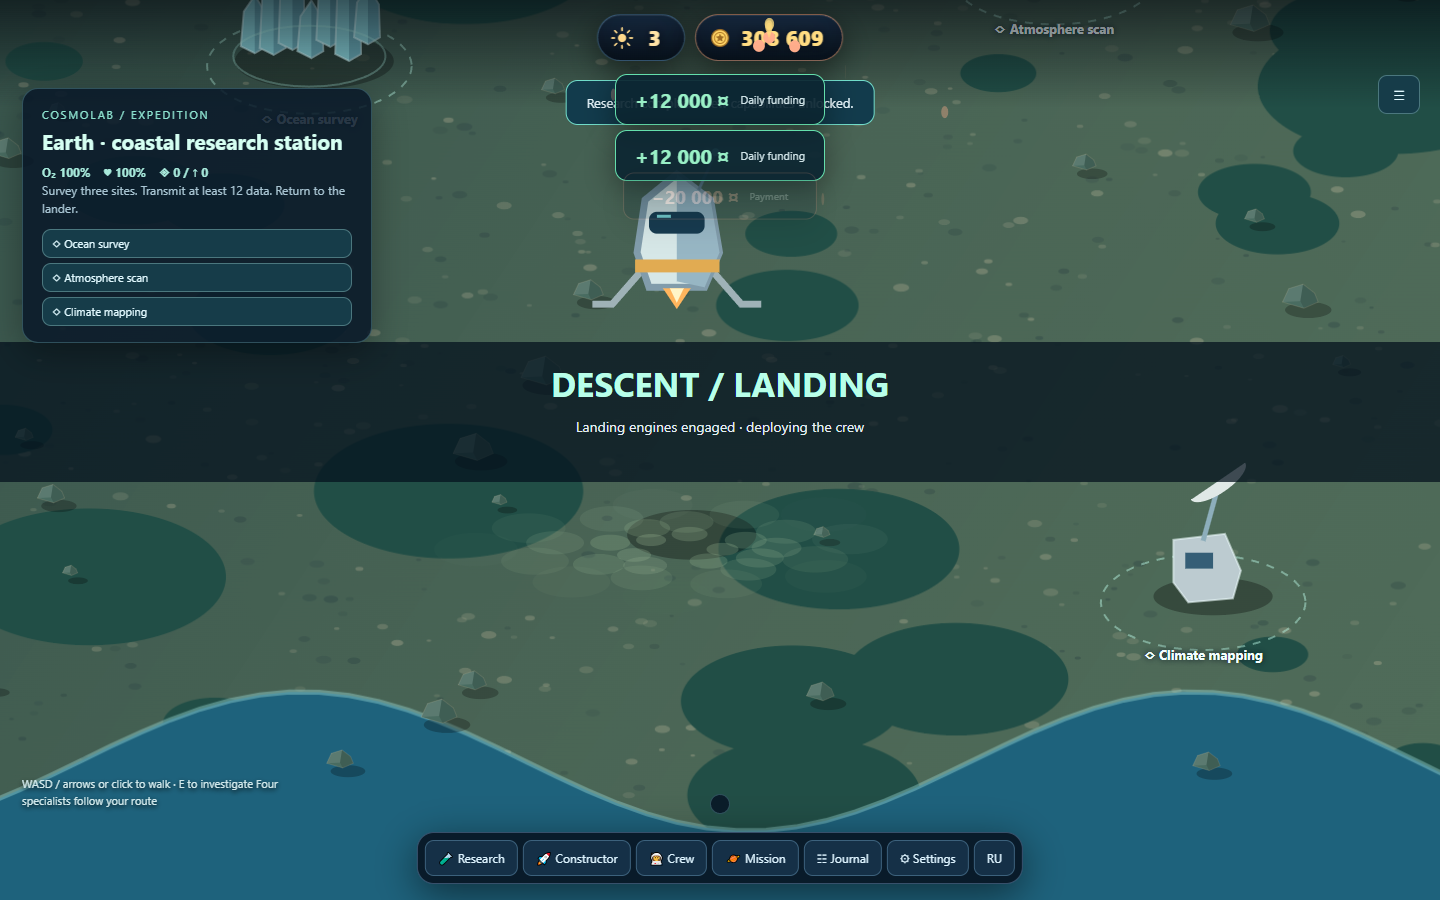 3
303 609
◇ Atmosphere scan
COSMOLAB / EXPEDITION
◇ Ocean survey
Earth · coastal research station
O₂ 100% ♥ 100% ◈ 0 / ↑ 0
Survey three sites. Transmit at least 12 data. Return to the
lander.
◇ Ocean survey
◇ Atmosphere scan
◇ Climate mapping
+12 000 ¤ Daily funding
+12 000 ¤ Daily funding
−20 000 ¤ Payment
☰
DESCENT / LANDING
Landing engines engaged · deploying the crew
◇ Climate mapping
WASD / arrows or click to walk · E to investigate Four
specialists follow your route
Research
Constructor
Crew
Mission
Journal
Settings
RU